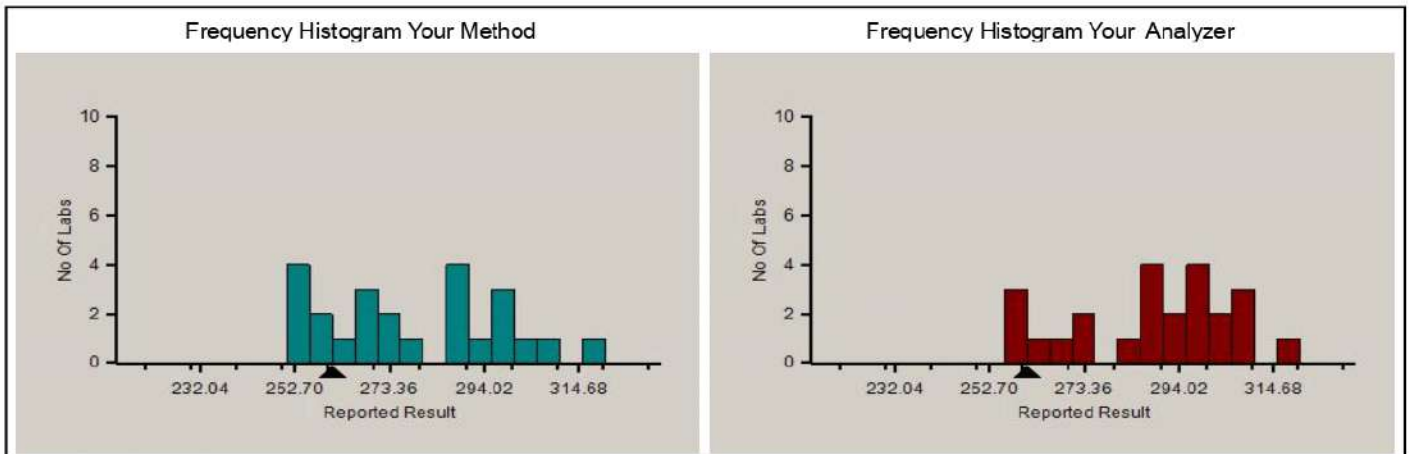 Frequency Histogram Your Method
10
8
6
4
2
0
No Of Labs
232.04 252.70 273.36 294.02 314.68
Reported Result
Frequency Histogram Your Analyzer
10
8
6
4
2
0
No Of Labs
232.04 252.70 273.36 294.02 314.68
Reported Result